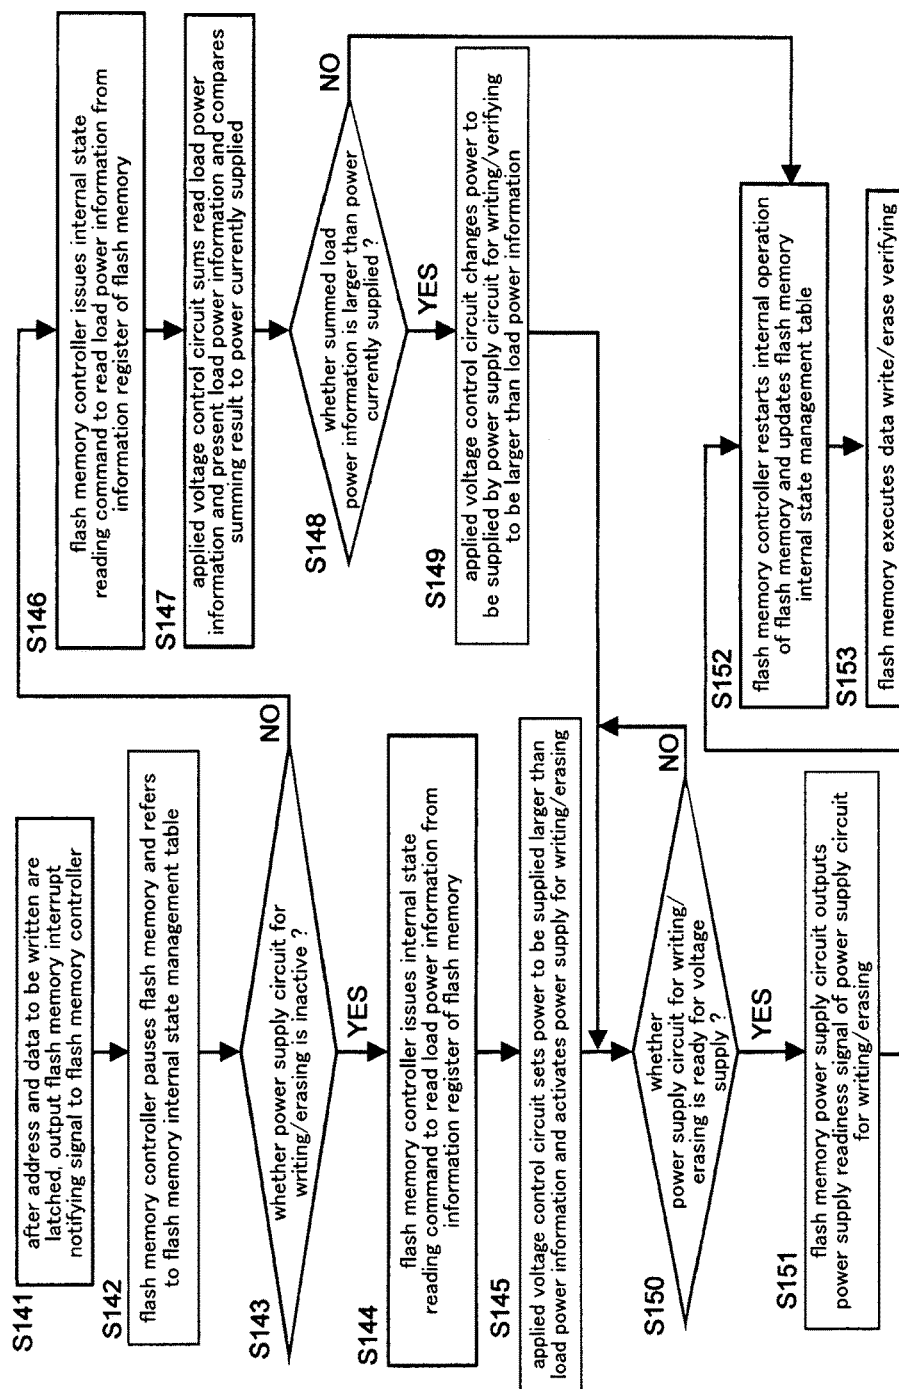 S141
after address and data to be written are
latched, output flash memory interrupt
notifying signal to flash memory controller
S142
flash memory controller pauses flash memory and refers
to flash memory internal state management table
S143
whether power supply circuit for
writing/erasing is inactive ?
NO
YES
S144
flash memory controller issues internal state
reading command to read load power information from
information register of flash memory
S145
applied voltage control circuit sets power to be supplied larger than
load power information and activates power supply for writing/erasing
S146
flash memory controller issues internal state
reading command to read load power information from
information register of flash memory
S147
applied voltage control circuit sums read load power
information and present load power information and compares
summing result to power currently supplied
S148
whether summed load
power information is larger than power
currently supplied ?
NO
YES
S149
applied voltage control circuit changes power to
be supplied by power supply circuit for writing/verifying
to be larger than load power information
S150
whether
power supply circuit for writing/
erasing is ready for voltage
supply ?
NO
YES
S151
flash memory power supply circuit outputs
power supply readiness signal of power supply circuit
for writing/erasing
S152
flash memory controller restarts internal operation
of flash memory and updates flash memory
internal state management table
S153
flash memory executes data write/erase verifying